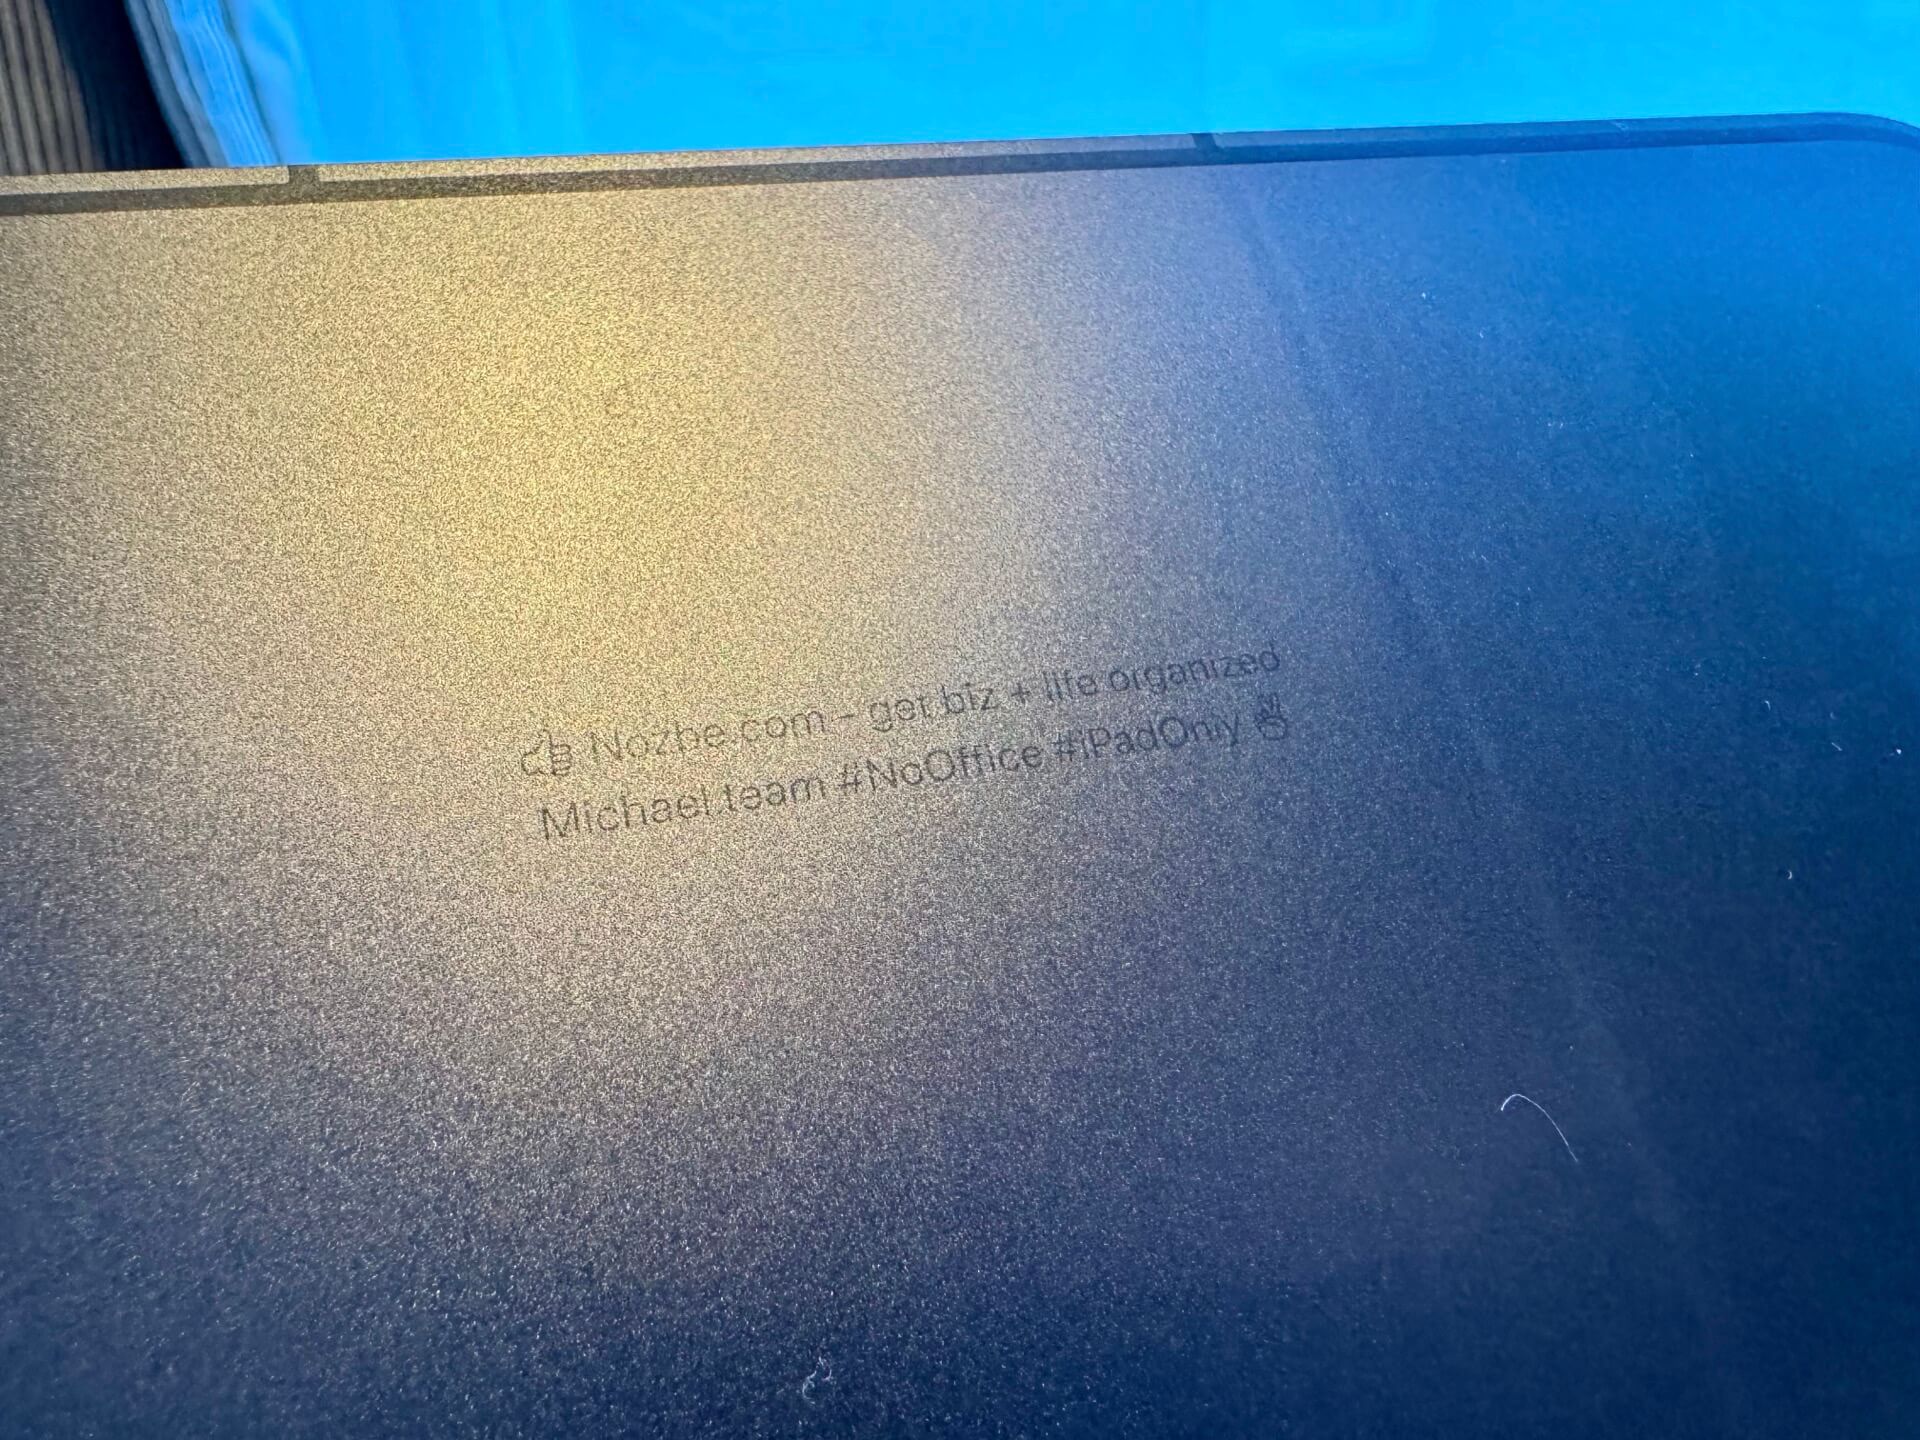 👍 Nozbe.com - get biz + life organized
Michael.team #NoOffice #iPadOnly ✌